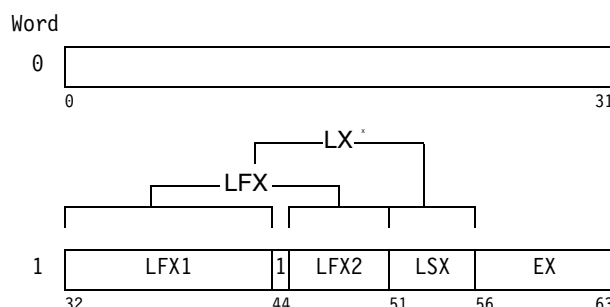 Word
0
0 31
LX x
LFX
1 LFX1 1 LFX2 LSX EX
32 44 51 56 63